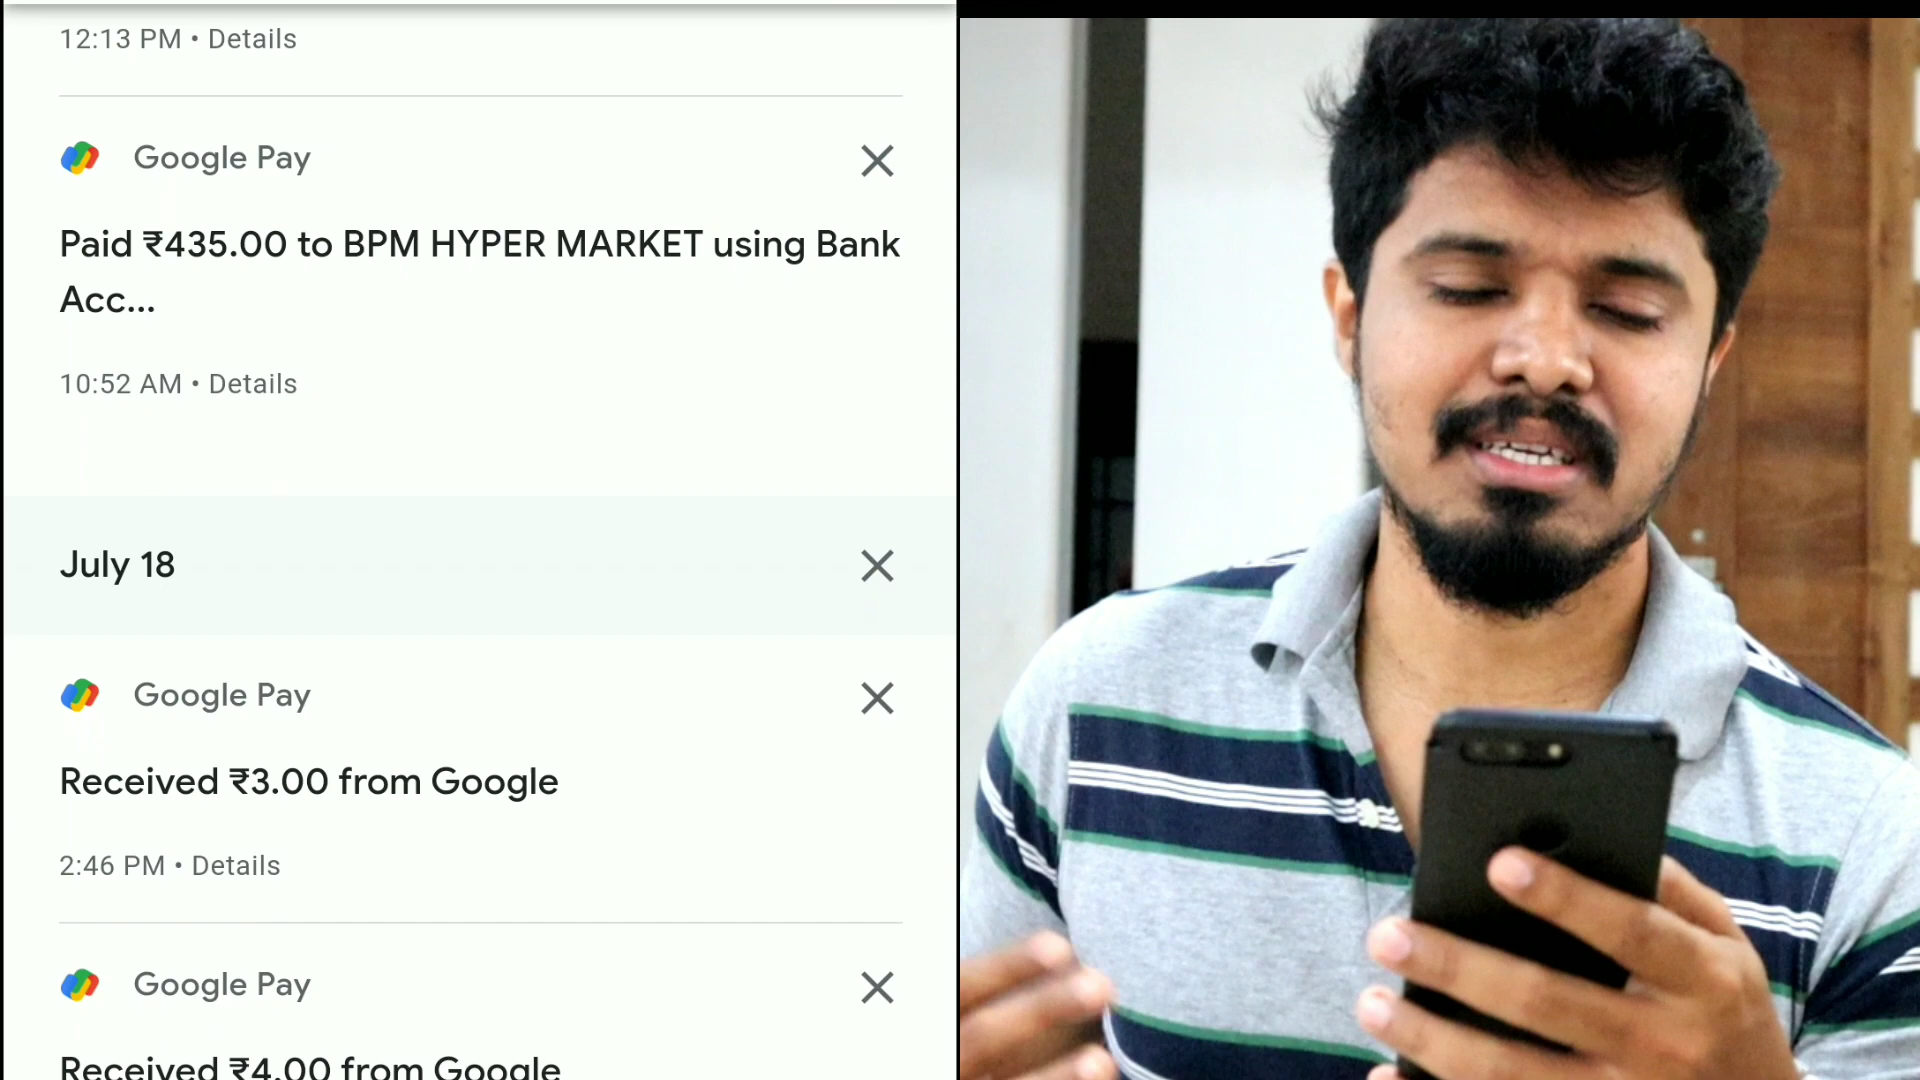 12:13 PM • Details
Google Pay
Paid ₹435.00 to BPM HYPER MARKET using Bank
Acc...
10:52 AM • Details
July 18
Google Pay
Received ₹3.00 from Google
2:46 PM • Details
Google Pay
Received ₹4.00 from Google